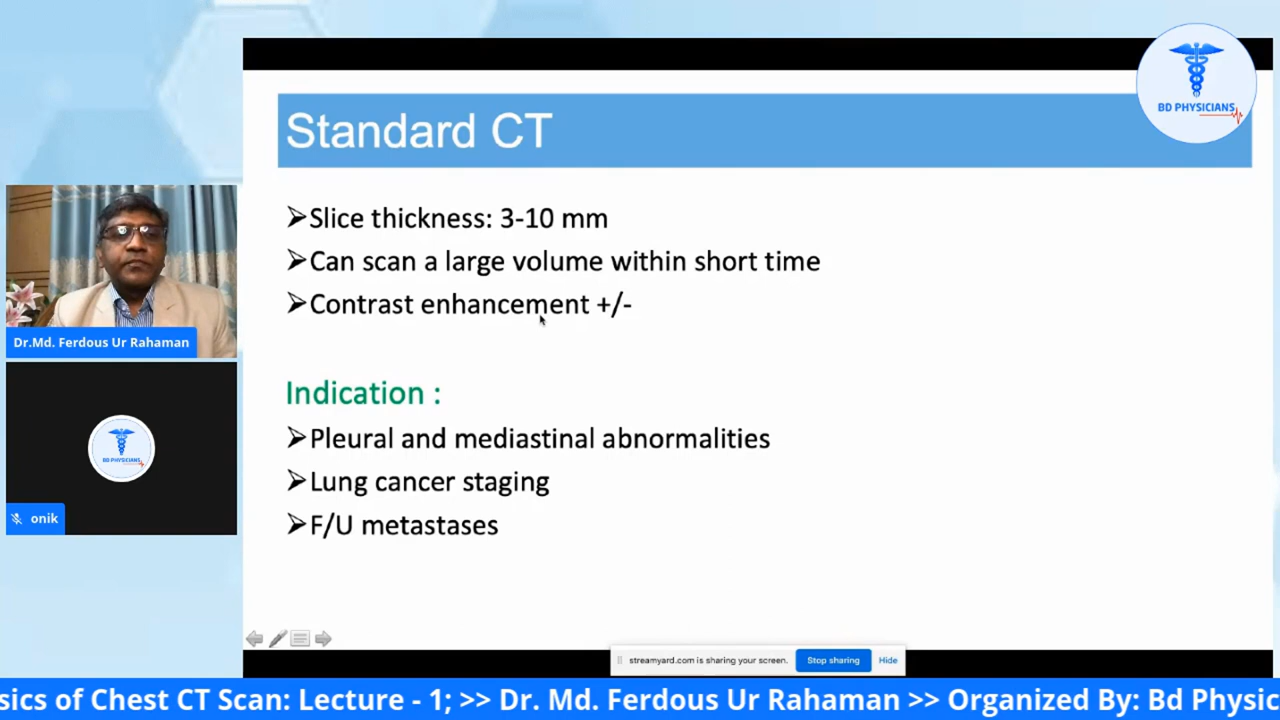 BD PHYSICIANS
Standard CT
➢Slice thickness: 3-10 mm
➢Can scan a large volume within short time
➢Contrast enhancement +/-
Indication :
➢Pleural and mediastinal abnormalities
➢Lung cancer staging
➢F/U metastases
Dr.Md. Ferdous Ur Rahaman
BD PHYSICIANS
onik
streamyard.com is sharing your screen.
Stop sharing
Hide
sics of Chest CT Scan: Lecture - 1; >> Dr. Md. Ferdous Ur Rahaman >> Organized By: Bd Physic